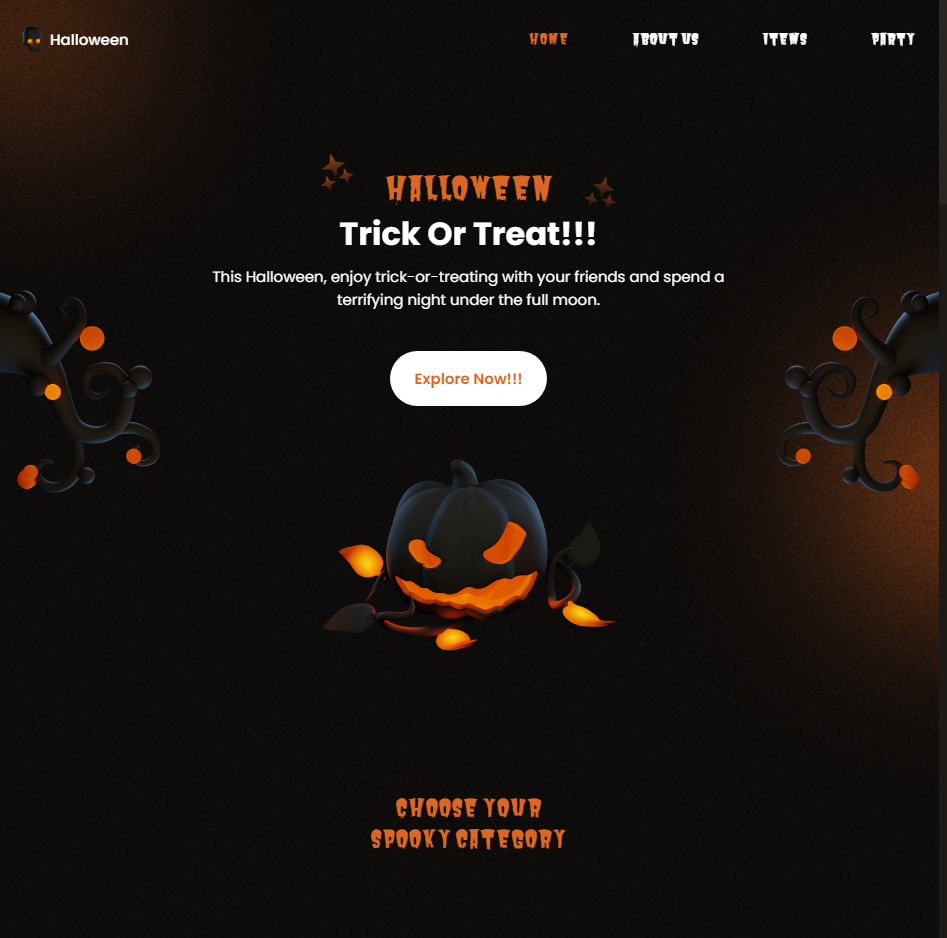 Halloween
HOME
ABOUT US
ITEMS
PARTY
HALLOWEEN
Trick Or Treat!!!
This Halloween, enjoy trick-or-treating with your friends and spend a
terrifying night under the full moon.
Explore Now!!!
CHOOSE YOUR
SPOOKY CATEGORY